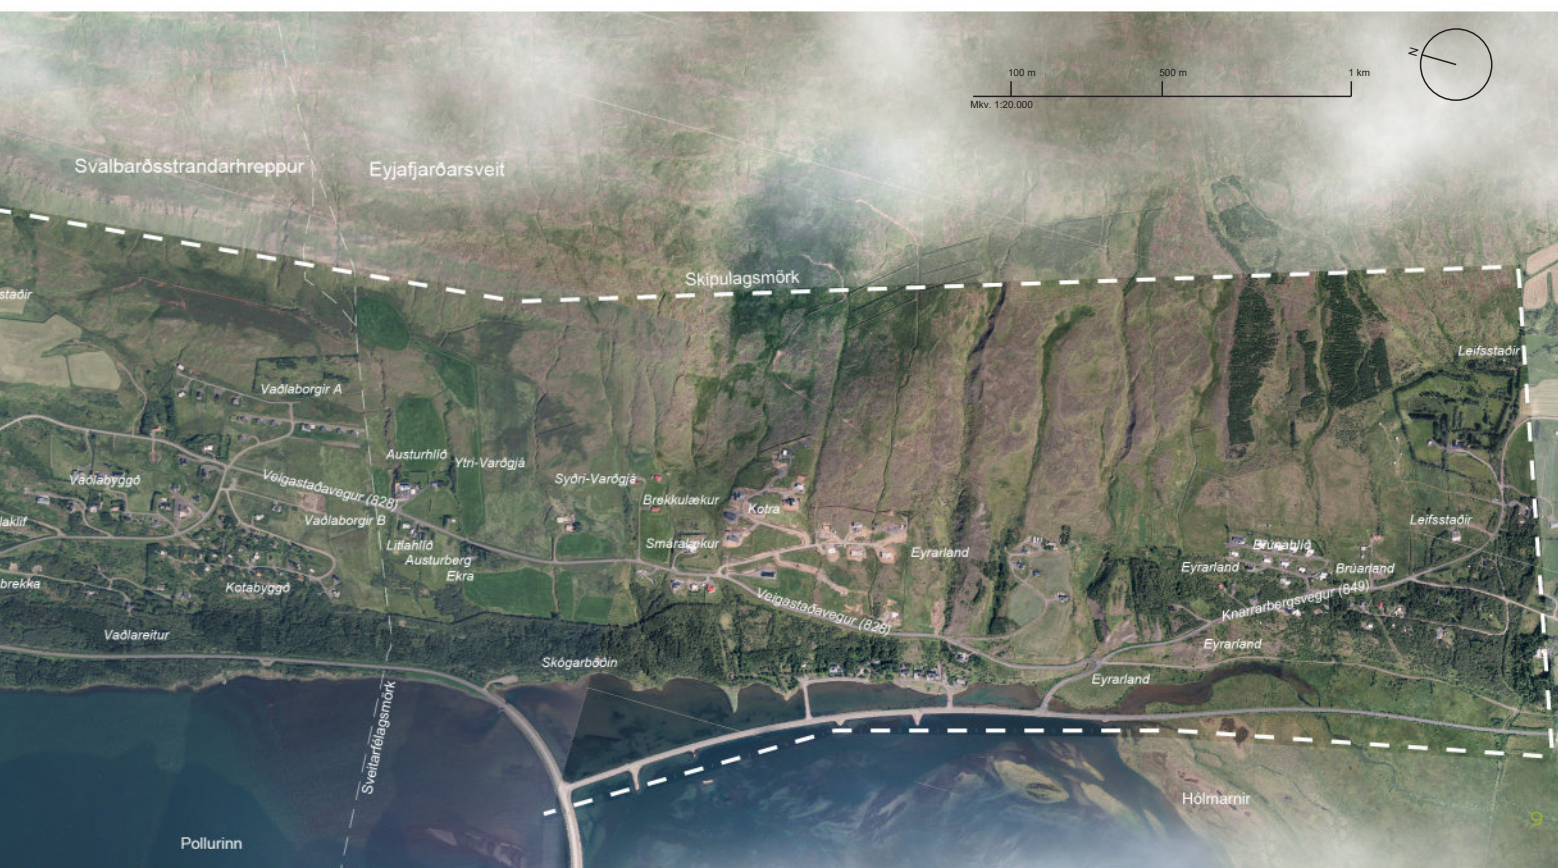 N
100 m
500 m
1 km
Mkv. 1:20.000
Svalbarðsstrandarhreppur
Eyjafjarðarsveit
Skipulagsmörk
staðir
Leifsstaðir
Vaðlaborgir A
Austurhlíð
Ytri-Varðgjá
Syðri-Varðgjá
Vaðlabyggð
Veigastaðavegur (828)
Brekkulækur
Kotra
Vaðlaborgir B
laklif
Leifsstaðir
Litlahlíð
Smáralækur
Eyrarland
Brúnahlíð
Austurberg
Eyrarland
Brúarland
Ekra
brekka
Kotabyggð
Veigastaðavegur (828)
Knarrarbergsvegur (849)
Vaðlareitur
Eyrarland
Skógarböðin
Eyrarland
Sveitarfélagsmörk
Hólmarnir
9
Pollurinn